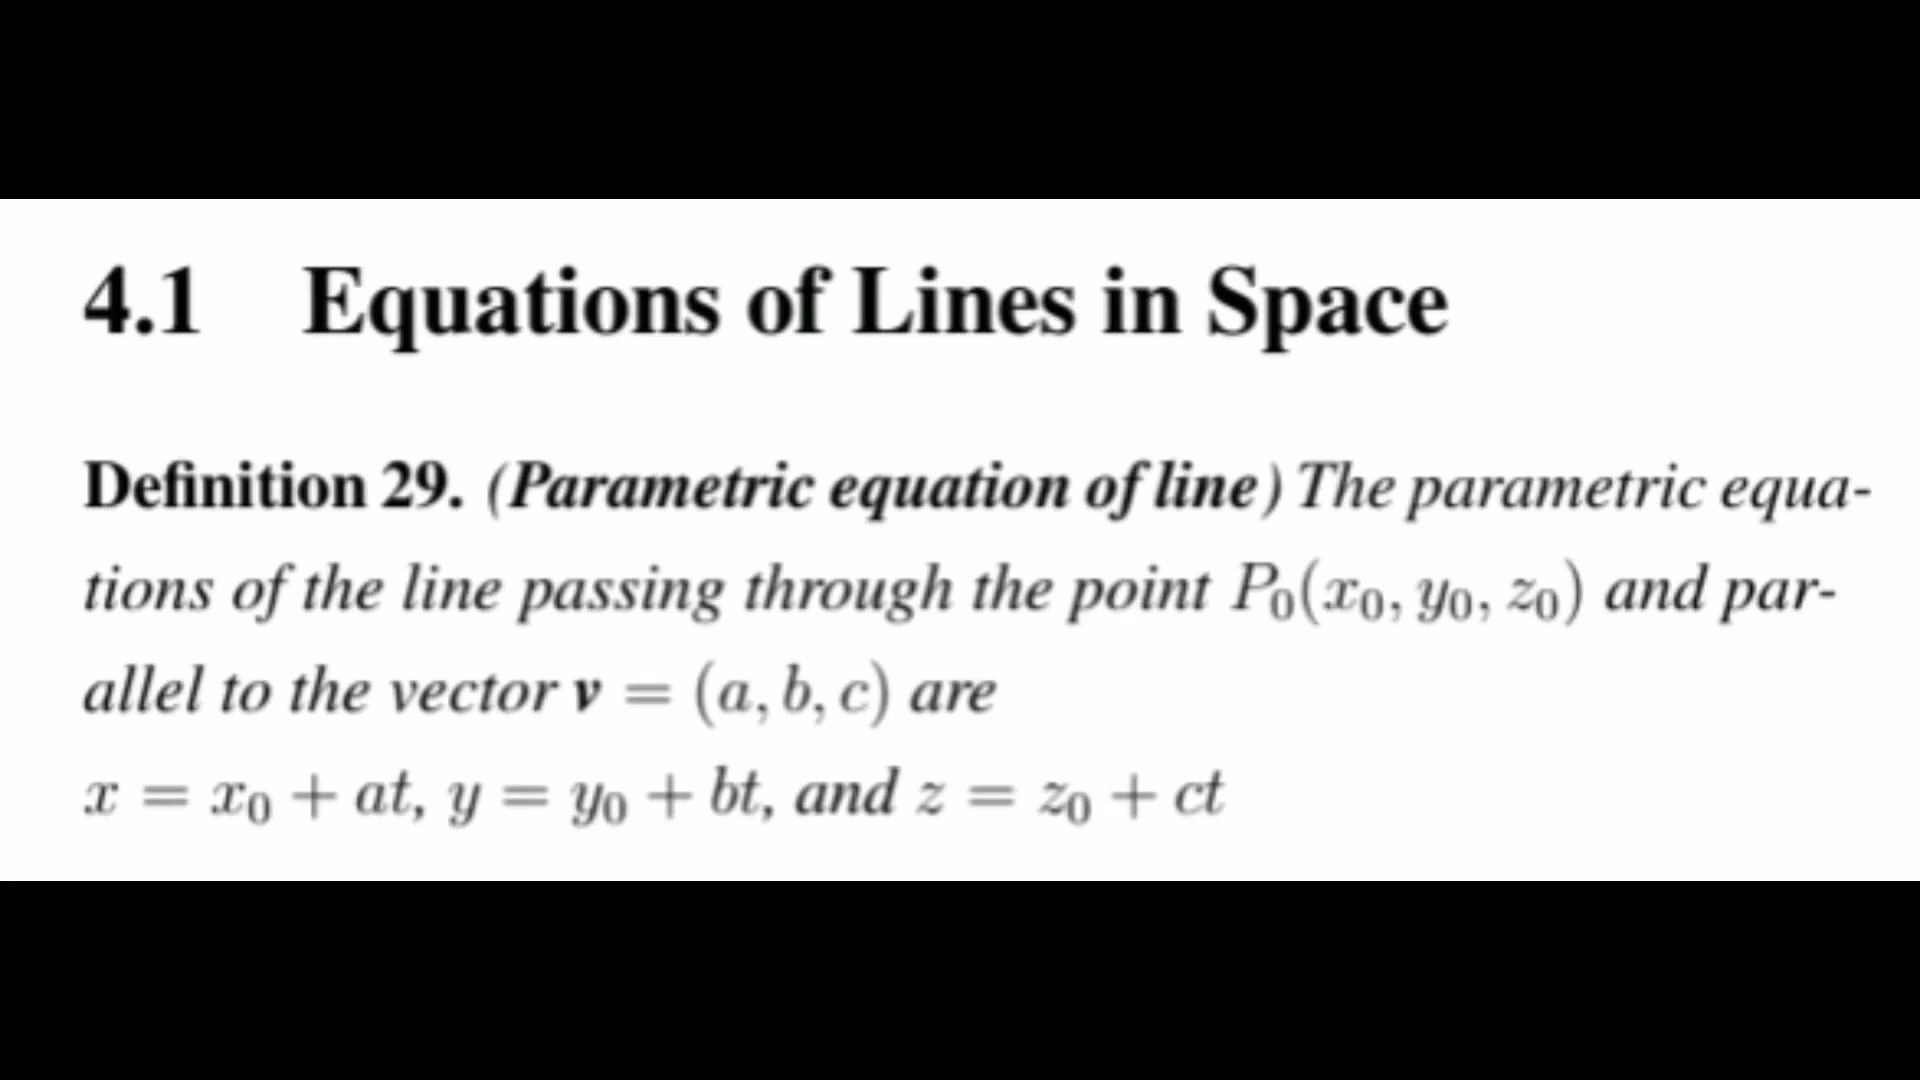 4.1 Equations of Lines in Space
Definition 29. (Parametric equation of line) The parametric equa-
tions of the line passing through the point P₀(x₀, y₀, z₀) and par-
allel to the vector v = (a, b, c) are
x = x₀ + at, y = y₀ + bt, and z = z₀ + ct